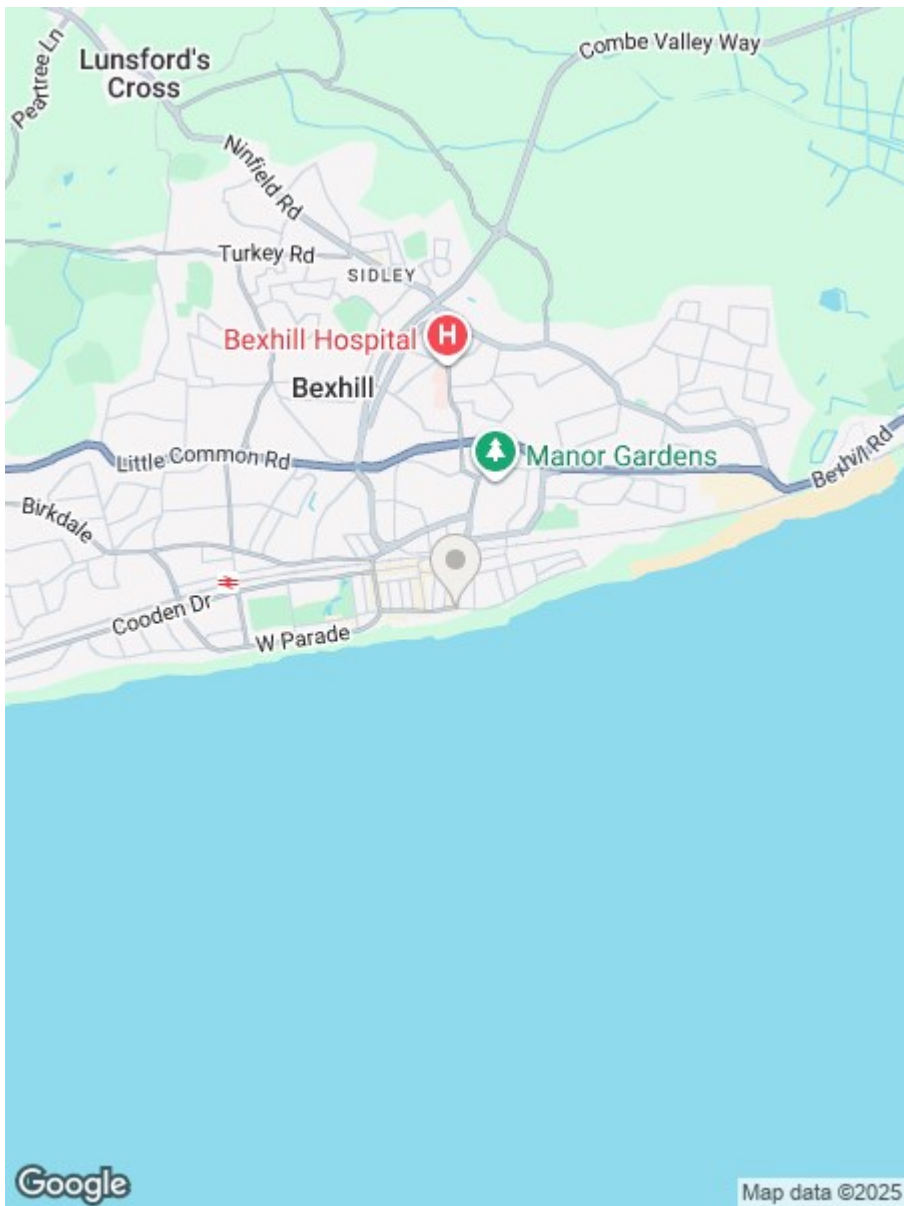 Peartree Ln
Lunsford's
Cross
Combe Valley Way
Ninfield Rd
Turkey Rd
SIDLEY
Bexhill Hospital
H
Bexhill
Little Common Rd
Manor Gardens
Bexhill Rd
Birkdale
Cooden Dr
W Parade
Google
Map data ©2025